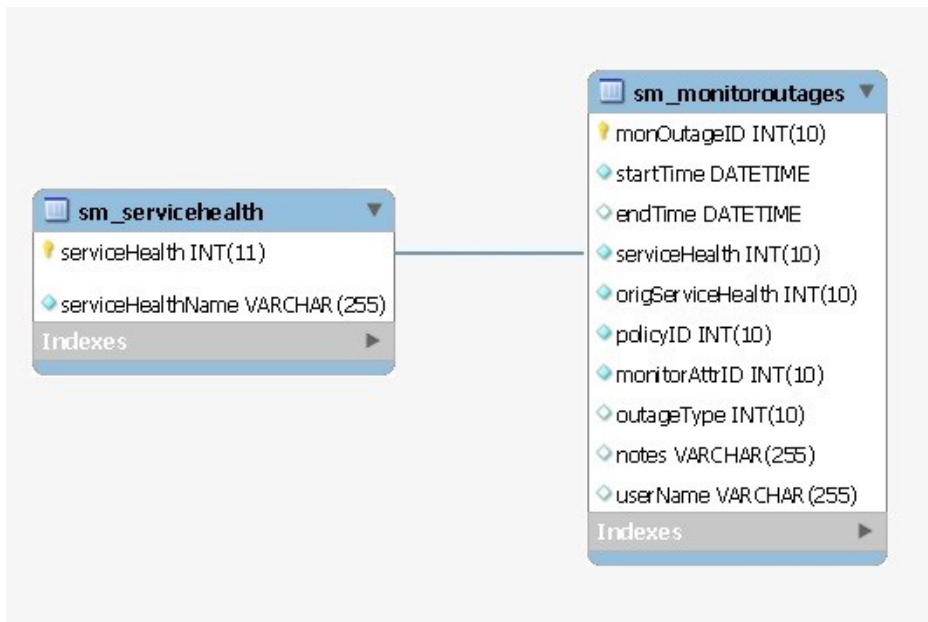 sm_servicehealth
serviceHealth INT(11)
serviceHealthName VARCHAR(255)
Indexes
sm_monitoroutages
monOutageID INT(10)
startTime DATETIME
endTime DATETIME
serviceHealth INT(10)
origServiceHealth INT(10)
policyID INT(10)
monitorAttrID INT(10)
outageType INT(10)
notes VARCHAR(255)
userName VARCHAR(255)
Indexes